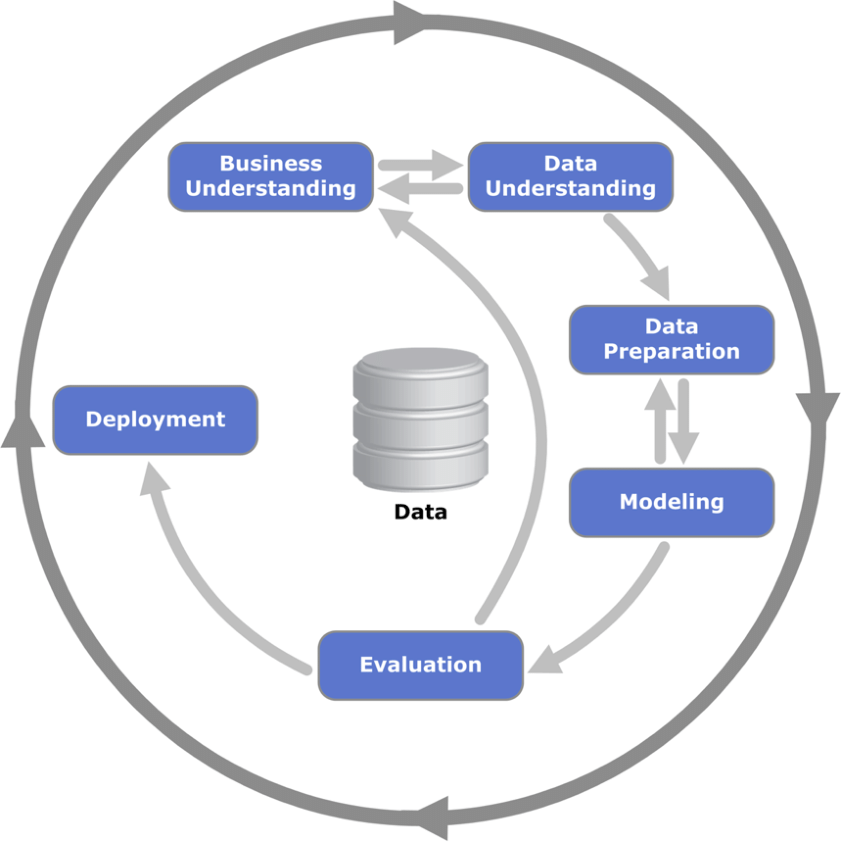 Business
Understanding
Data
Understanding
Data
Preparation
Deployment
Modeling
Data
Evaluation